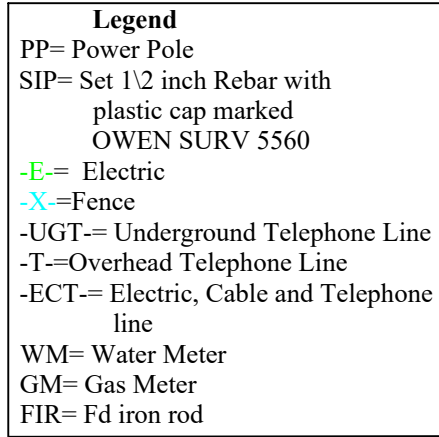 Legend
PP= Power Pole
SIP= Set 1\2 inch Rebar with
plastic cap marked
OWEN SURV 5560
-E-= Electric
-X-=Fence
-UGT-= Underground Telephone Line
-T-=Overhead Telephone Line
-ECT-= Electric, Cable and Telephone
line
WM= Water Meter
GM= Gas Meter
FIR= Fd iron rod